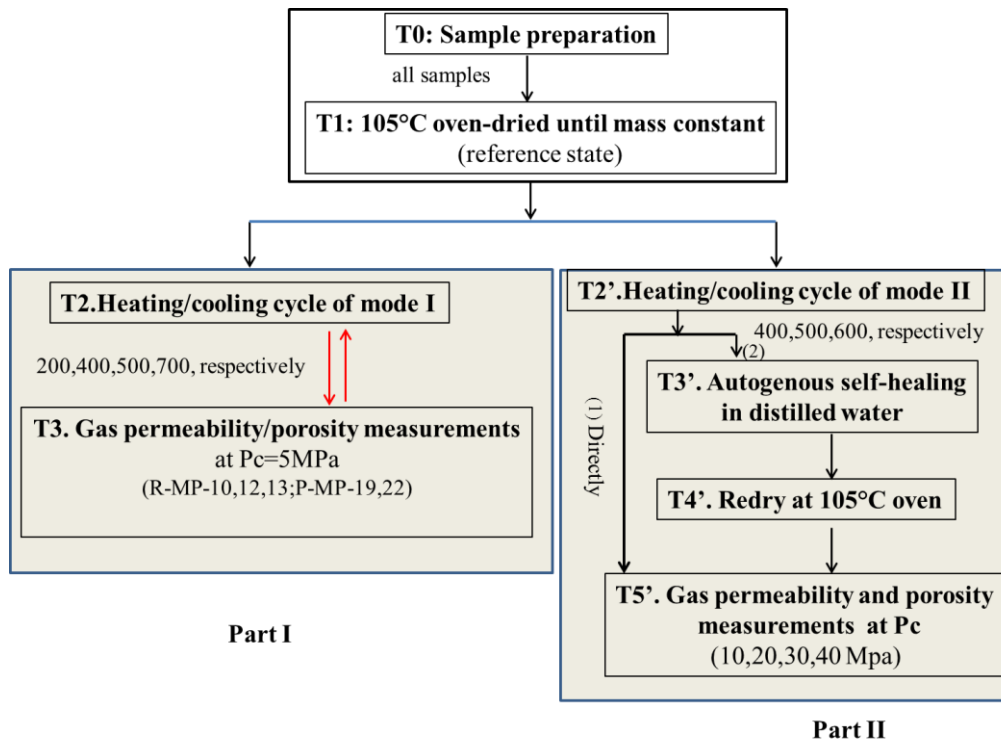 T0: Sample preparation
all samples
T1: 105°C oven-dried until mass constant
(reference state)
T2.Heating/cooling cycle of mode I
200,400,500,700, respectively
T3. Gas permeability/porosity measurements
at Pc=5MPa
(R-MP-10,12,13;P-MP-19,22)
Part I
T2’.Heating/cooling cycle of mode II
400,500,600, respectively
(2)
(1) Directly
T3’. Autogenous self-healing
in distilled water
T4’. Redry at 105°C oven
T5’. Gas permeability and porosity
measurements at Pc
(10,20,30,40 Mpa)
Part II